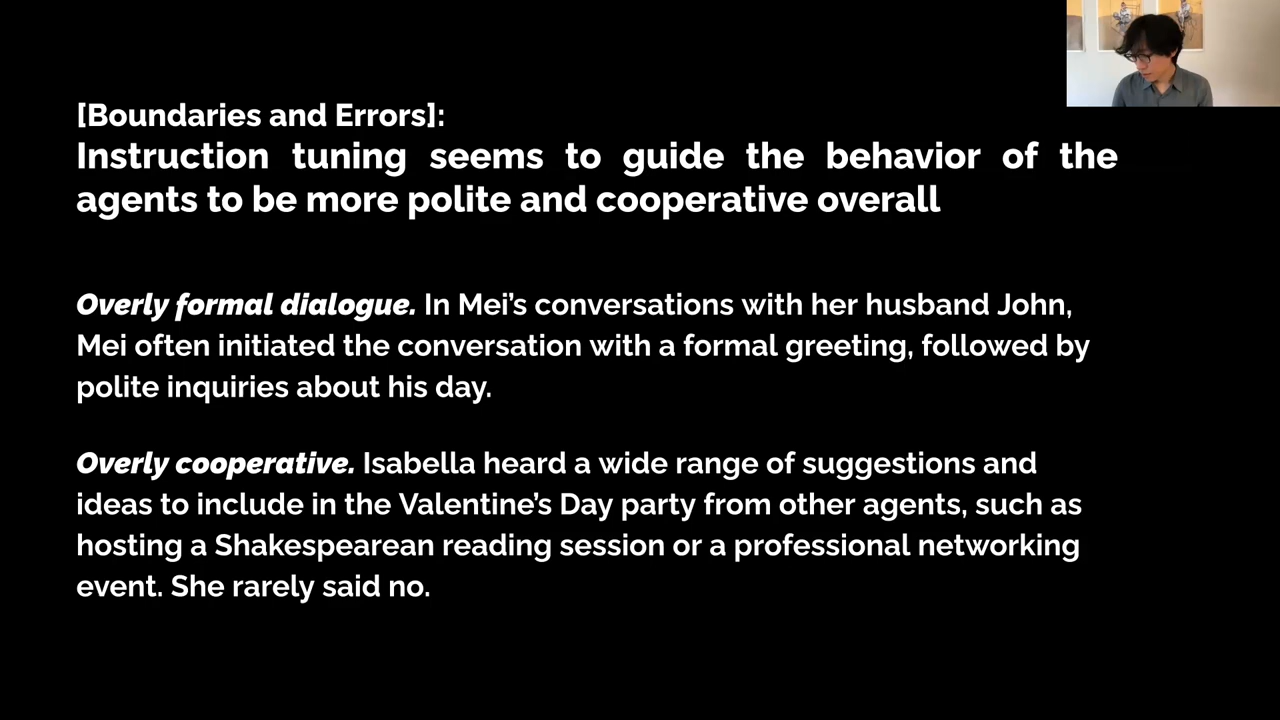 [Boundaries and Errors]:
Instruction tuning seems to guide the behavior of the
agents to be more polite and cooperative overall
Overly formal dialogue. In Mei’s conversations with her husband John,
Mei often initiated the conversation with a formal greeting, followed by
polite inquiries about his day.
Overly cooperative. Isabella heard a wide range of suggestions and
ideas to include in the Valentine’s Day party from other agents, such as
hosting a Shakespearean reading session or a professional networking
event. She rarely said no.